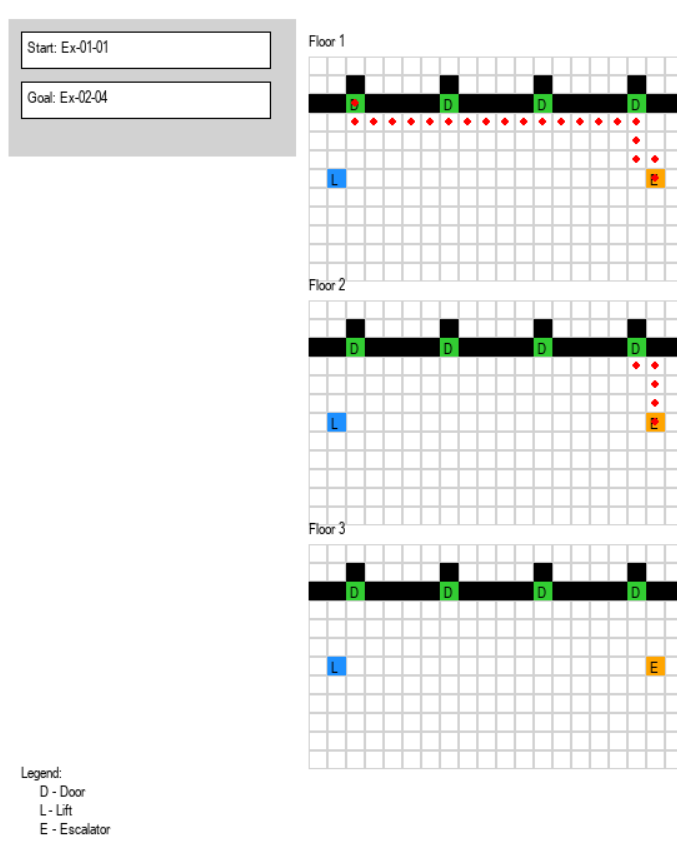 Start: Ex-01-01
Goal: Ex-02-04
Floor 1
D D D D
L E
Floor 2
D D D D
L E
Floor 3
D D D D
L E
Legend:
D - Door
L - Lift
E - Escalator